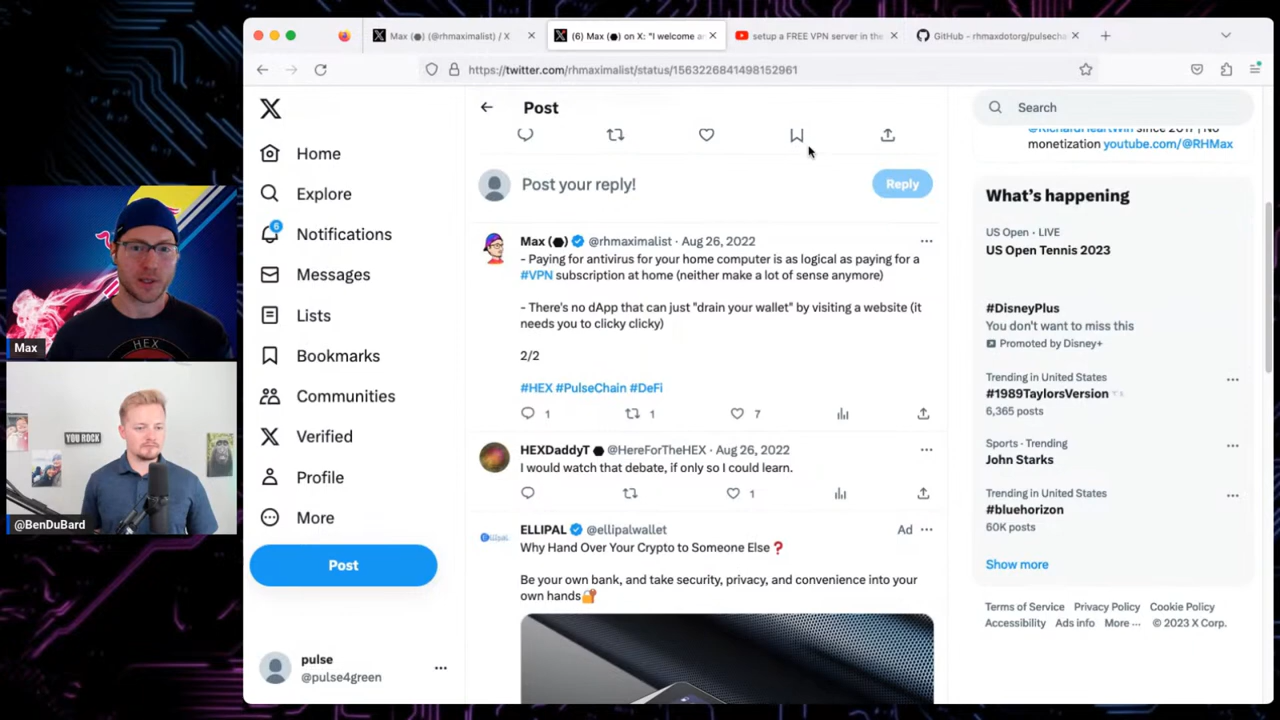 Max (⬣) (@rhmaximalist) / X
(6) Max (⬣) on X: "I welcome a
setup a FREE VPN server in the
GitHub - rhmaxdotorg/pulsecha
https://twitter.com/rhmaximalist/status/1563226841498152961
Home
Explore
6
Notifications
Messages
Lists
Bookmarks
Communities
Verified
Profile
More
Post
pulse
@pulse4green
Post
Post your reply!
Reply
Max (⬣) @rhmaximalist · Aug 26, 2022
- Paying for antivirus for your home computer is as logical as paying for a
#VPN subscription at home (neither make a lot of sense anymore)
- There's no dApp that can just "drain your wallet" by visiting a website (it
needs you to clicky clicky)
2/2
#HEX #PulseChain #DeFi
1 1 7
HEXDaddyT ⬣ @HereForTheHEX · Aug 26, 2022
I would watch that debate, if only so I could learn.
1
ELLIPAL @ellipalwallet Ad
Why Hand Over Your Crypto to Someone Else❓
Be your own bank, and take security, privacy, and convenience into your
own hands🔐
Search
@RichardHeartWin since 2017 | No
monetization youtube.com/@RHMax
What's happening
US Open · LIVE
US Open Tennis 2023
#DisneyPlus
You don't want to miss this
Promoted by Disney+
Trending in United States
#1989TaylorsVersion
6,365 posts
Sports · Trending
John Starks
Trending in United States
#bluehorizon
60K posts
Show more
Terms of Service Privacy Policy Cookie Policy
Accessibility Ads info More ··· © 2023 X Corp.
HEX
Max
YOU ROCK
@BenDuBard